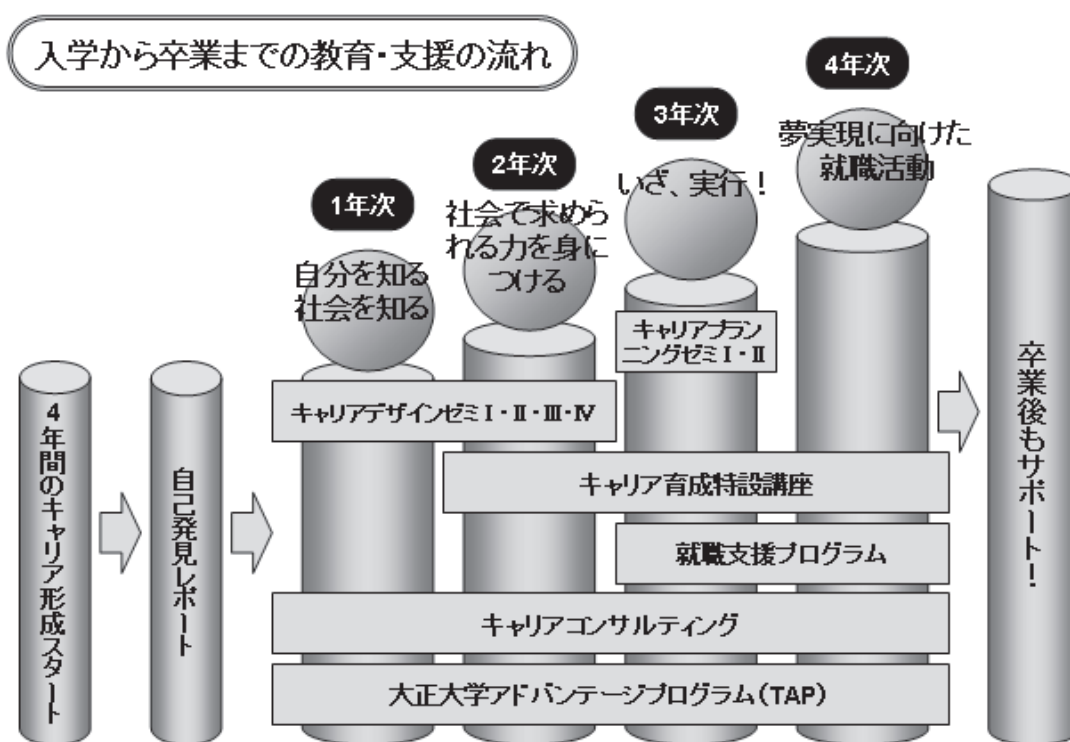 入学から卒業までの教育・支援の流れ
1年次
自分を知る
社会を知る
2年次
社会で求めら
れる力を身に
つける
3年次
いざ、実行！
4年次
夢実現に向けた
就職活動
4年間のキャリア形成スタート
自己発見レポート
キャリアデザインゼミⅠ・Ⅱ・Ⅲ・Ⅳ
キャリアプラン
ニングゼミⅠ・Ⅱ
キャリア育成特設講座
就職支援プログラム
キャリアコンサルティング
大正大学アドバンテージプログラム（TAP）
卒業後もサポート！